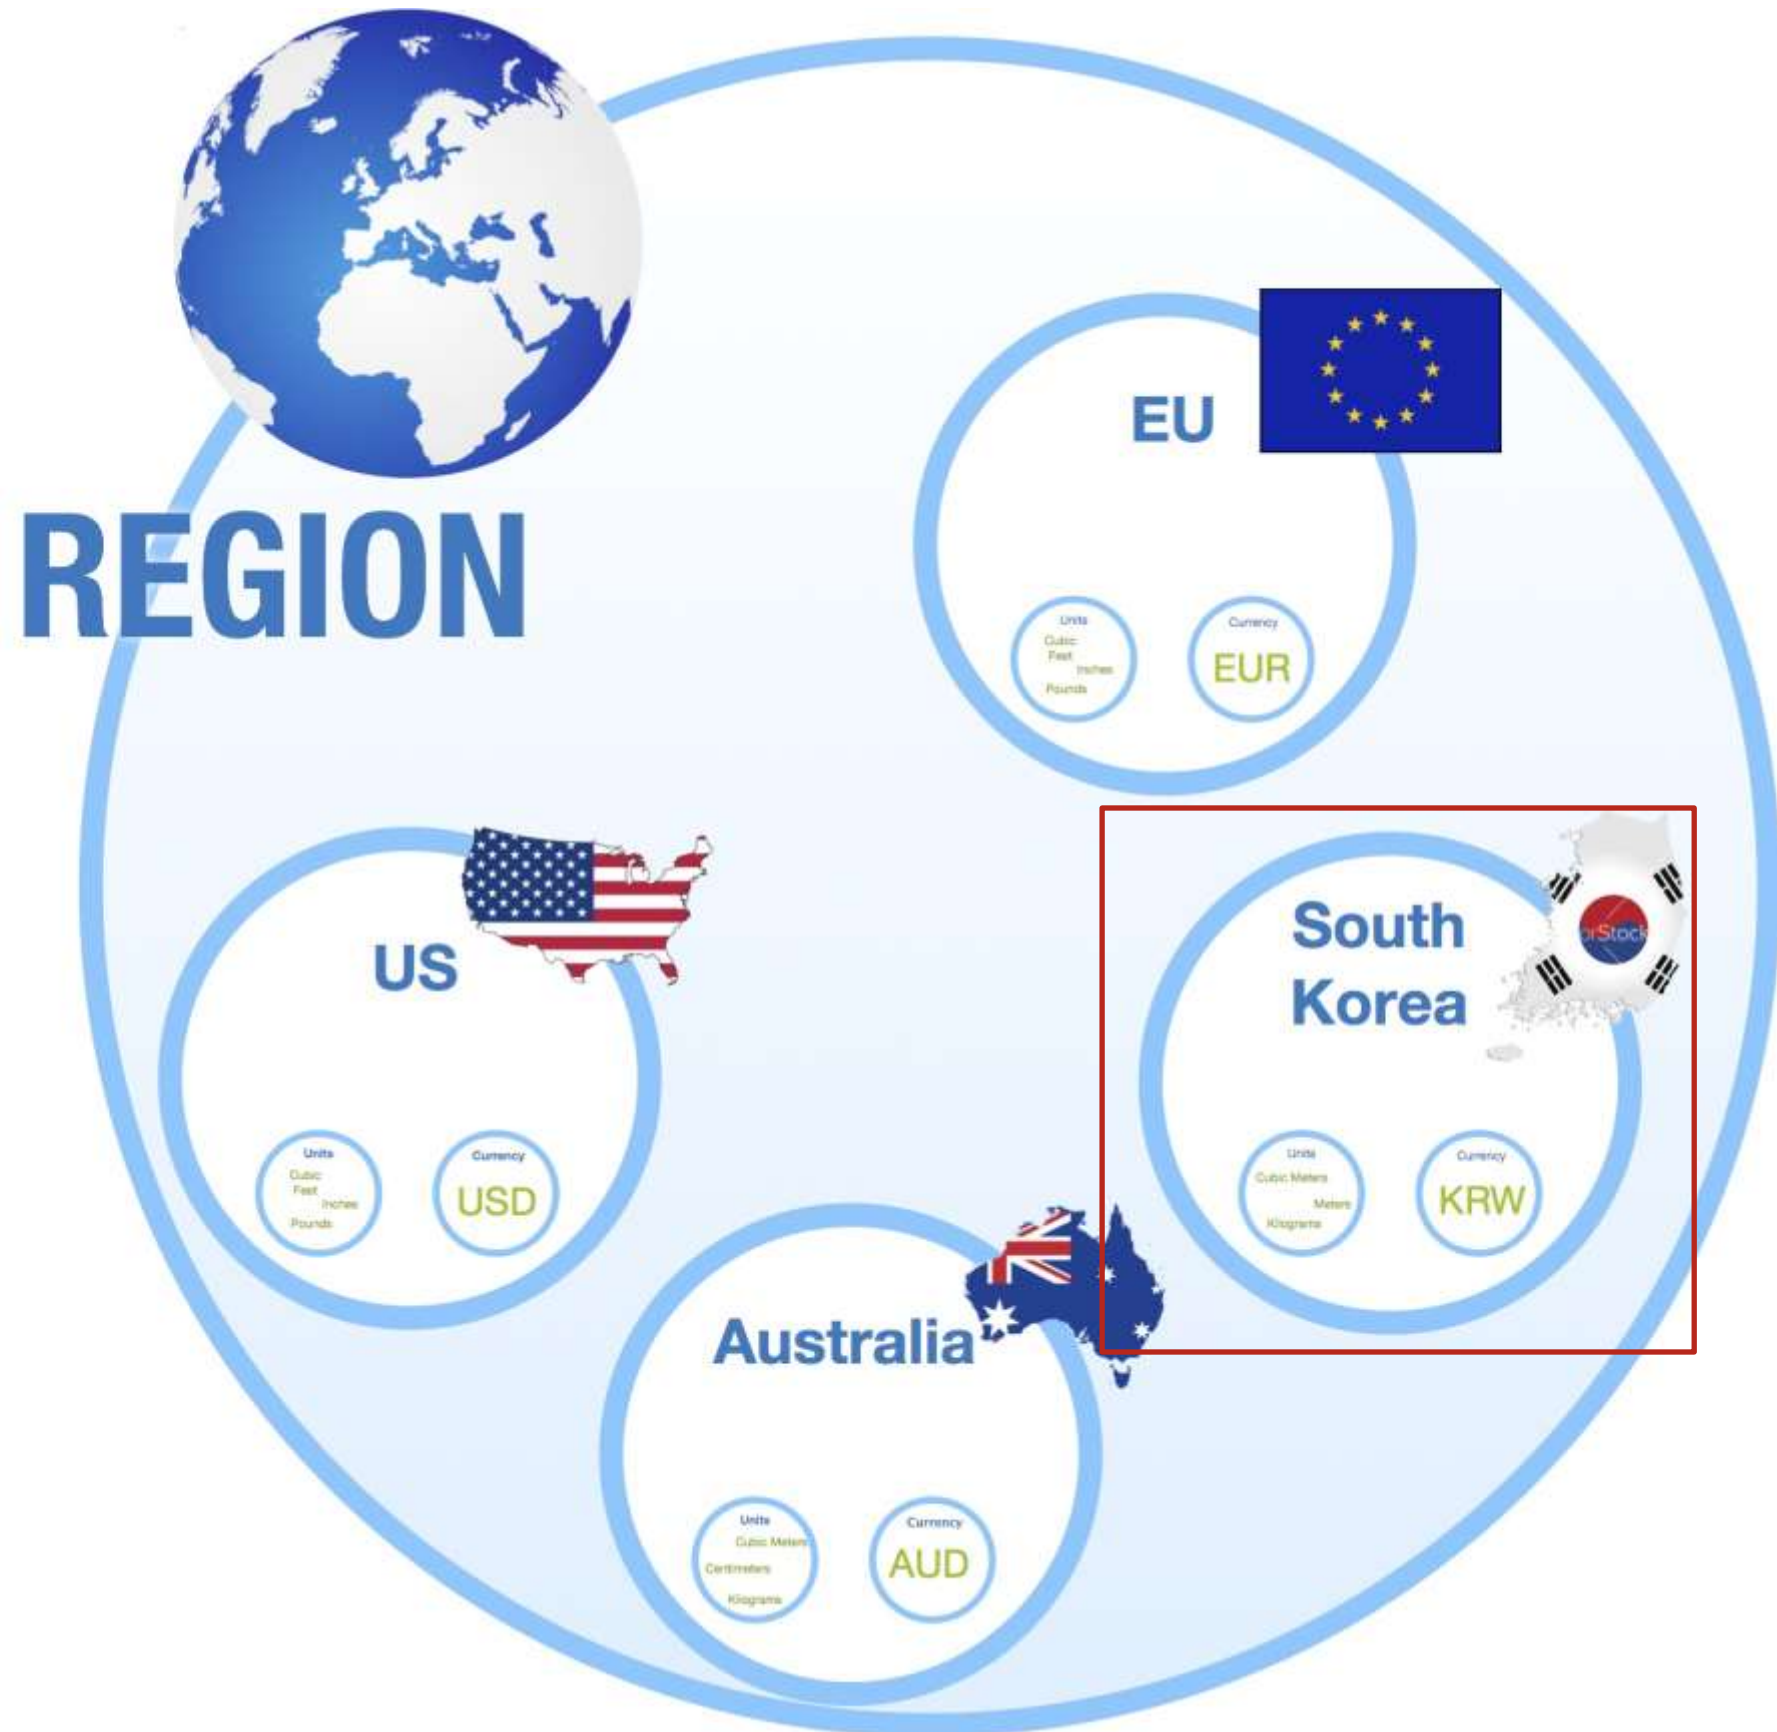 REGION
EU
Units
Cubic
Feet
Inches
Pounds
Currency
EUR
US
Units
Cubic
Feet
Inches
Pounds
Currency
USD
South
Korea
orStock
Units
Cubic Meters
Meters
Kilograms
Currency
KRW
Australia
Units
Cubic Meters
Centimeters
Kilograms
Currency
AUD